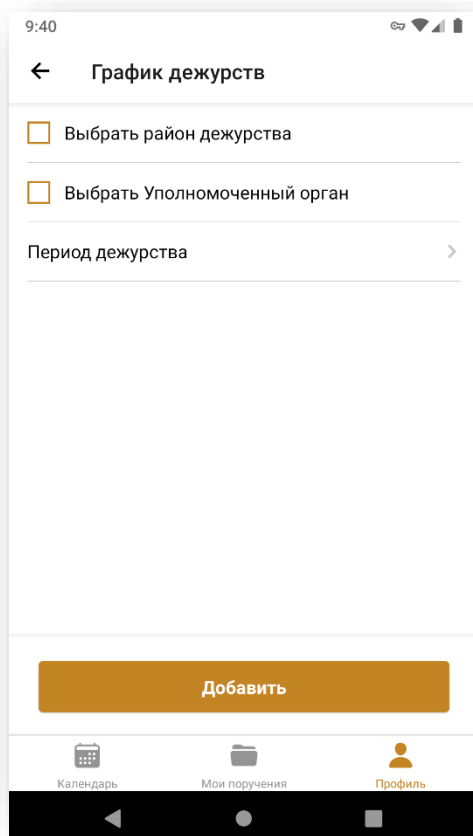 9:40
График дежурств
Выбрать район дежурства
Выбрать Уполномоченный орган
Период дежурства
Добавить
Календарь Мои поручения Профиль